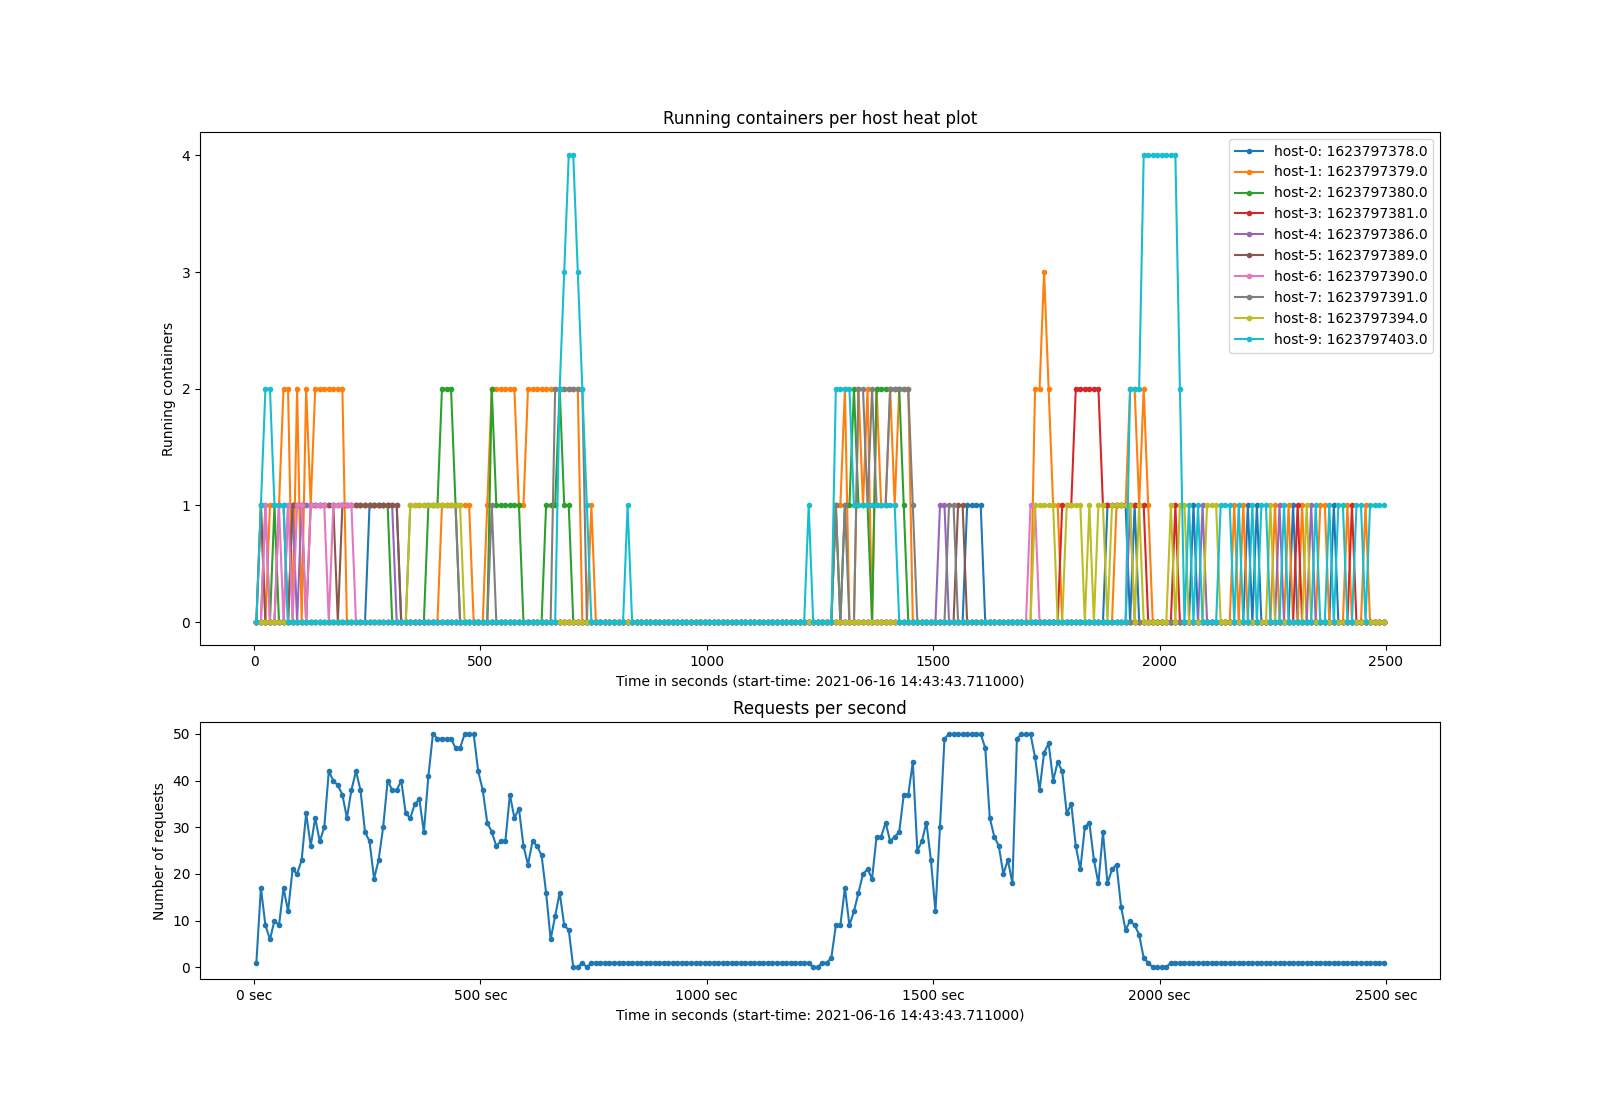 Running containers per host heat plot
4
3
2
1
0
Running containers
host-0: 1623797378.0
host-1: 1623797379.0
host-2: 1623797380.0
host-3: 1623797381.0
host-4: 1623797386.0
host-5: 1623797389.0
host-6: 1623797390.0
host-7: 1623797391.0
host-8: 1623797394.0
host-9: 1623797403.0
0 500 1000 1500 2000 2500
Time in seconds (start-time: 2021-06-16 14:43:43.711000)
Requests per second
50
40
30
20
10
0
Number of requests
0 sec 500 sec 1000 sec 1500 sec 2000 sec 2500 sec
Time in seconds (start-time: 2021-06-16 14:43:43.711000)